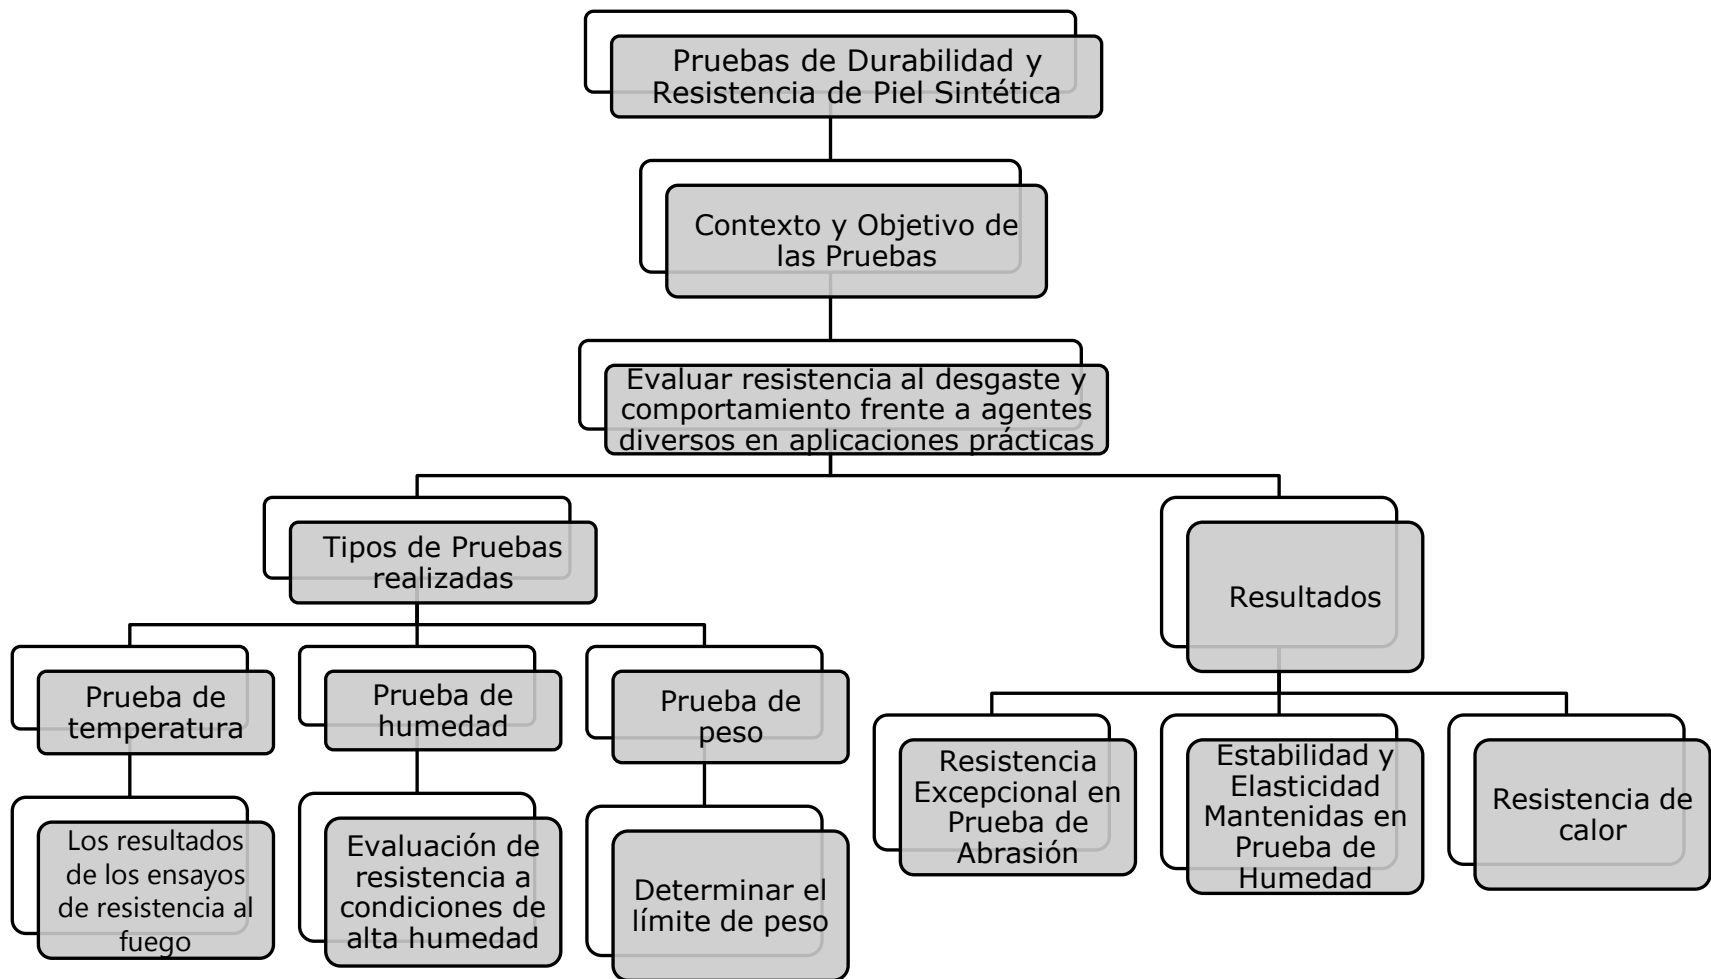 Pruebas de Durabilidad y
Resistencia de Piel Sintética
Contexto y Objetivo de
las Pruebas
Evaluar resistencia al desgaste y
comportamiento frente a agentes
diversos en aplicaciones prácticas
Tipos de Pruebas
realizadas
Prueba de
temperatura
Los resultados
de los ensayos
de resistencia al
fuego
Prueba de
humedad
Evaluación de
resistencia a
condiciones de
alta humedad
Prueba de
peso
Determinar el
límite de peso
Resultados
Resistencia
Excepcional en
Prueba de
Abrasión
Estabilidad y
Elasticidad
Mantenidas en
Prueba de
Humedad
Resistencia de
calor